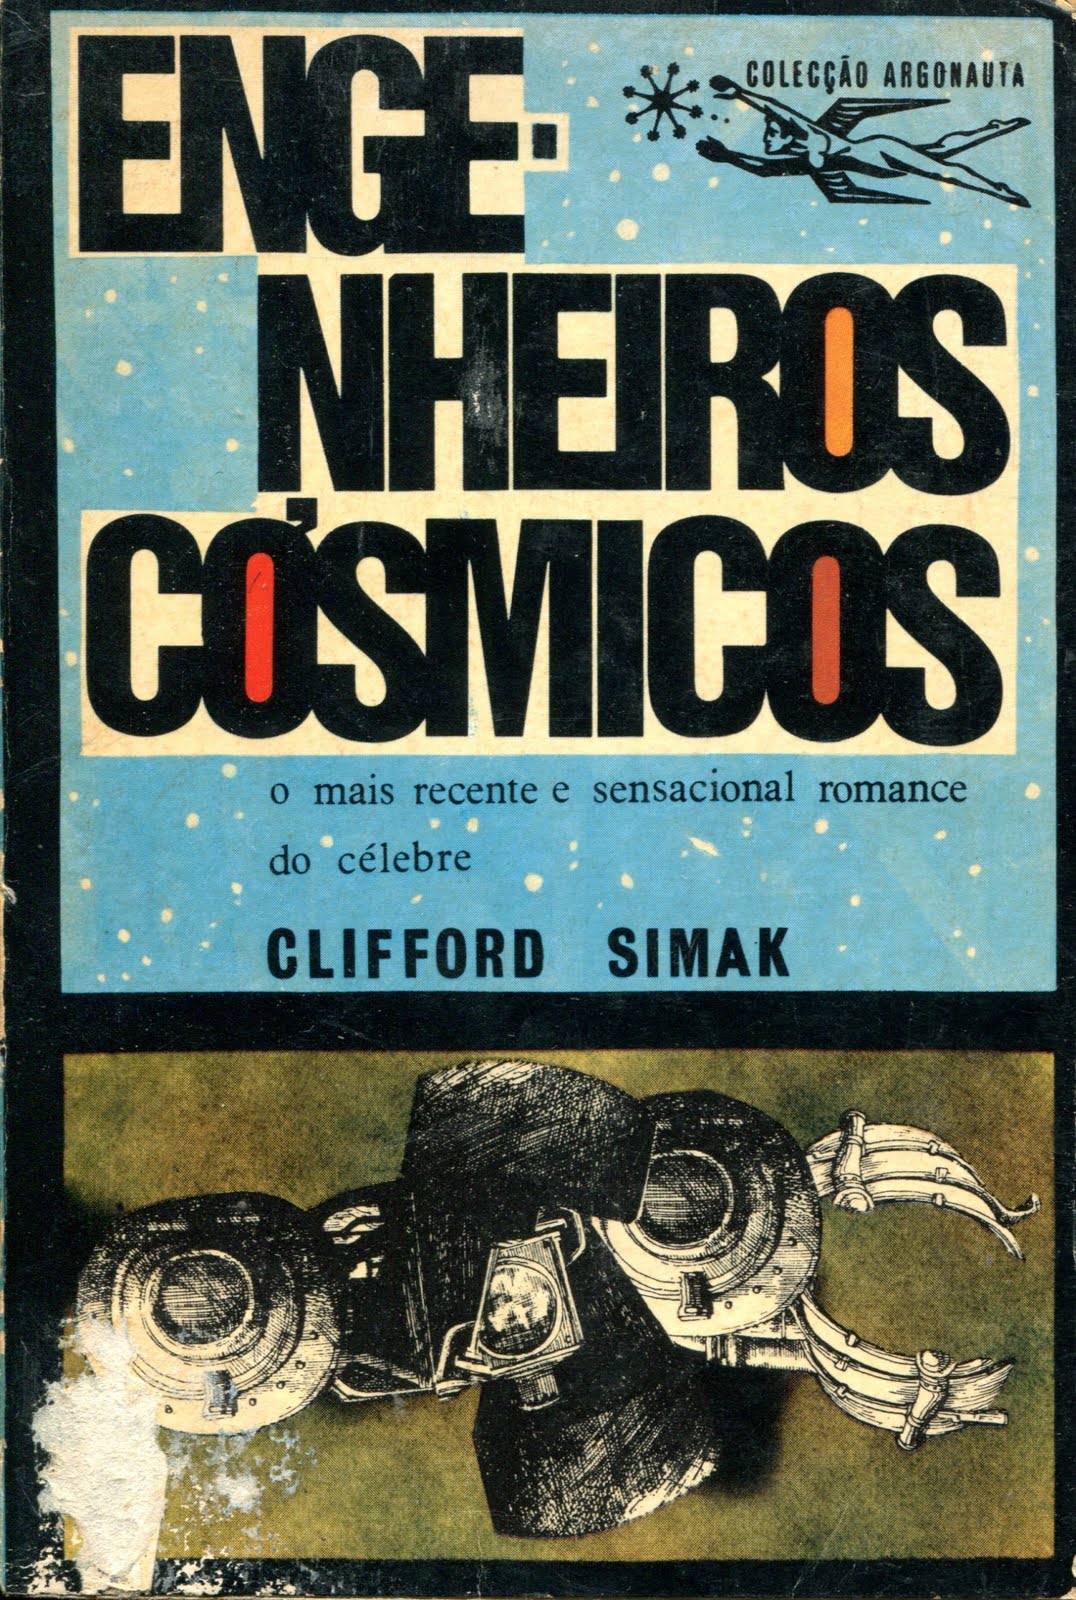 COLECÇÃO ARGONAUTA
ENGE-
NHEIROS
CÓSMICOS
o mais recente e sensacional romance
do célebre
CLIFFORD SIMAK